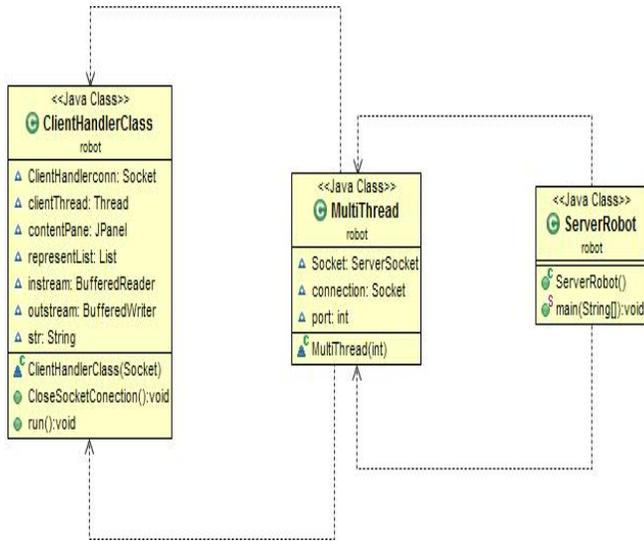 <<Java Class>>
C ClientHandlerClass
robot
ClientHandlerconn: Socket
clientThread: Thread
contentPane: JPanel
representList: List
instream: BufferedReader
outstream: BufferedWriter
str: String
C ClientHandlerClass(Socket)
CloseSocketConection():void
run():void
<<Java Class>>
C MultiThread
robot
Socket: ServerSocket
connection: Socket
port: int
C MultiThread(int)
<<Java Class>>
C ServerRobot
robot
C ServerRobot()
S main(String[]):void